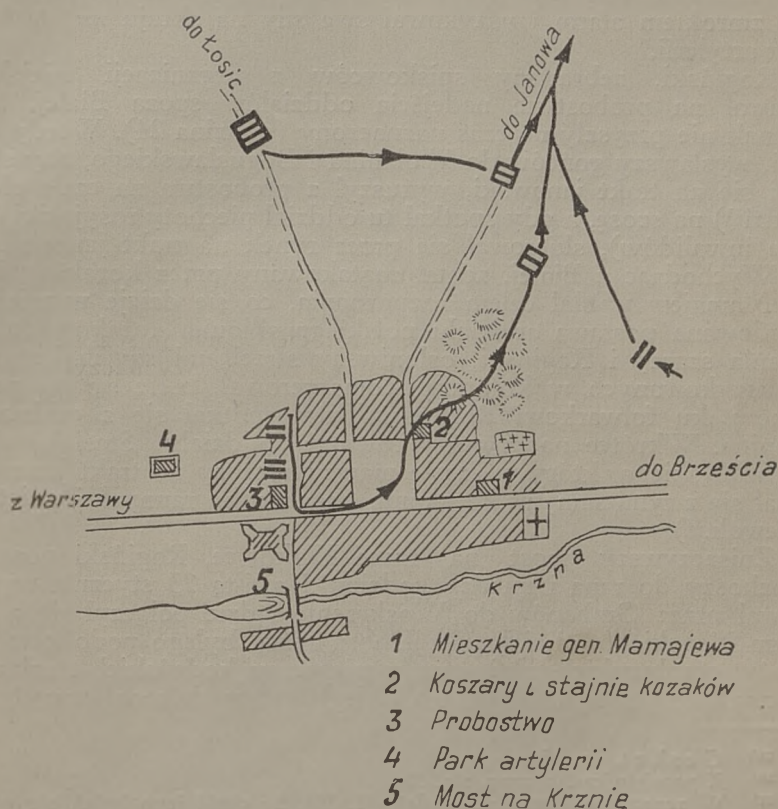 do Łosic
do Janowa
4
2
z Warszawy
3
1
do Brześcia
5
Krzna
1 Mieszkanie gen. Mamajewa
2 Koszary i stajnie kozaków
3 Probostwo
4 Park artylerii
5 Most na Krznie